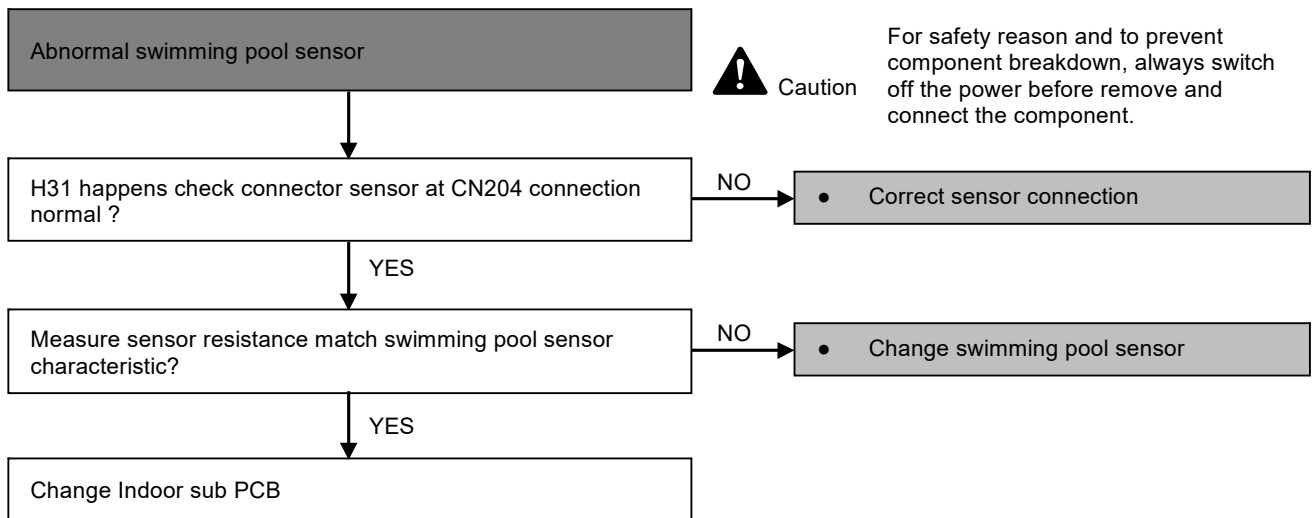 Abnormal swimming pool sensor
Caution
For safety reason and to prevent
component breakdown, always switch
off the power before remove and
connect the component.
H31 happens check connector sensor at CN204 connection
normal ?
NO
● Correct sensor connection
YES
Measure sensor resistance match swimming pool sensor
characteristic?
NO
● Change swimming pool sensor
YES
Change Indoor sub PCB